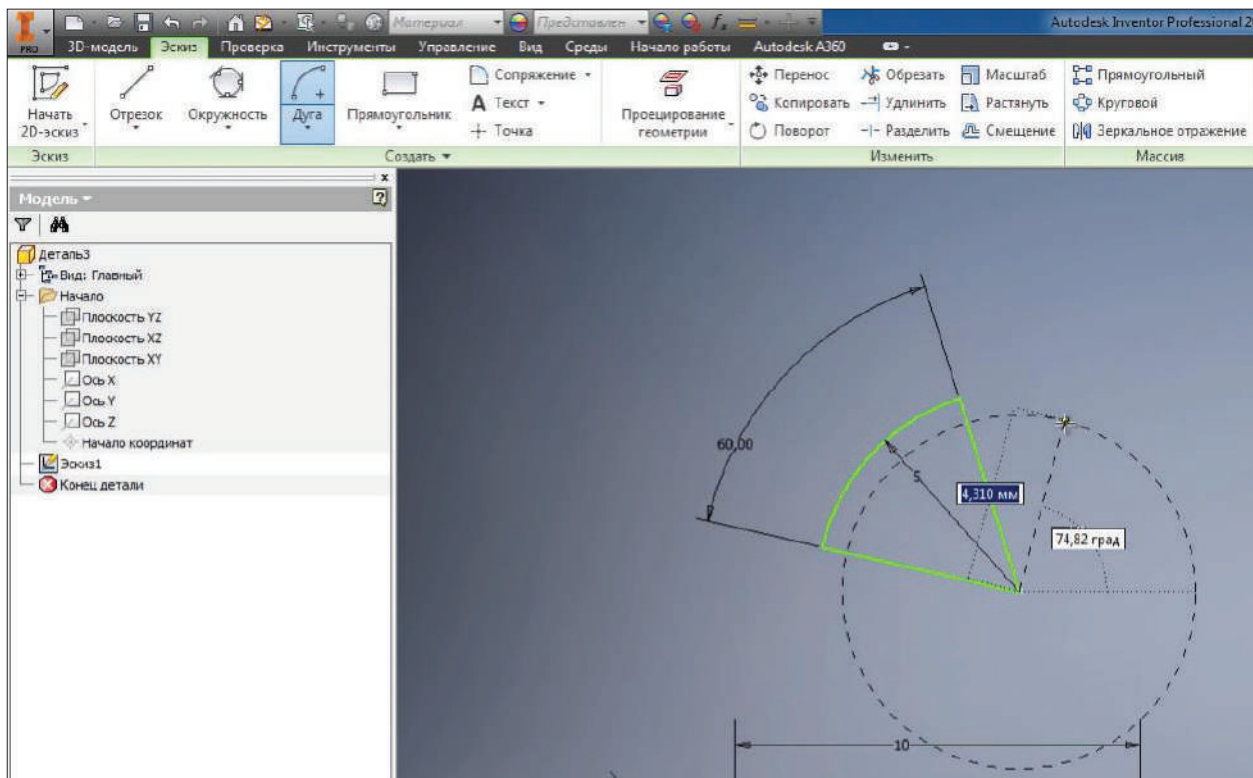 Материал Представлен fx Autodesk Inventor Professional 2
PRO 3D-модель Эскиз Проверка Инструменты Управление Вид Среды Начало работы Autodesk A360
Начать 2D-эскиз
Отрезок
Окружность
Дуга
Прямоугольник
Сопряжение
Текст
Точка
Проецирование геометрии
Перенос Обрезать Масштаб Прямоугольный
Копировать Удлинить Растянуть Круговой
Поворот Разделить Смещение Зеркальное отражение
Эскиз Создать Изменить Массив
Модель
Деталь3
Вид: Главный
Начало
Плоскость YZ
Плоскость XZ
Плоскость XY
Ось X
Ось Y
Ось Z
Начало координат
Эскиз1
Конец детали
60,00
5
4,310 мм
74,82 град
10